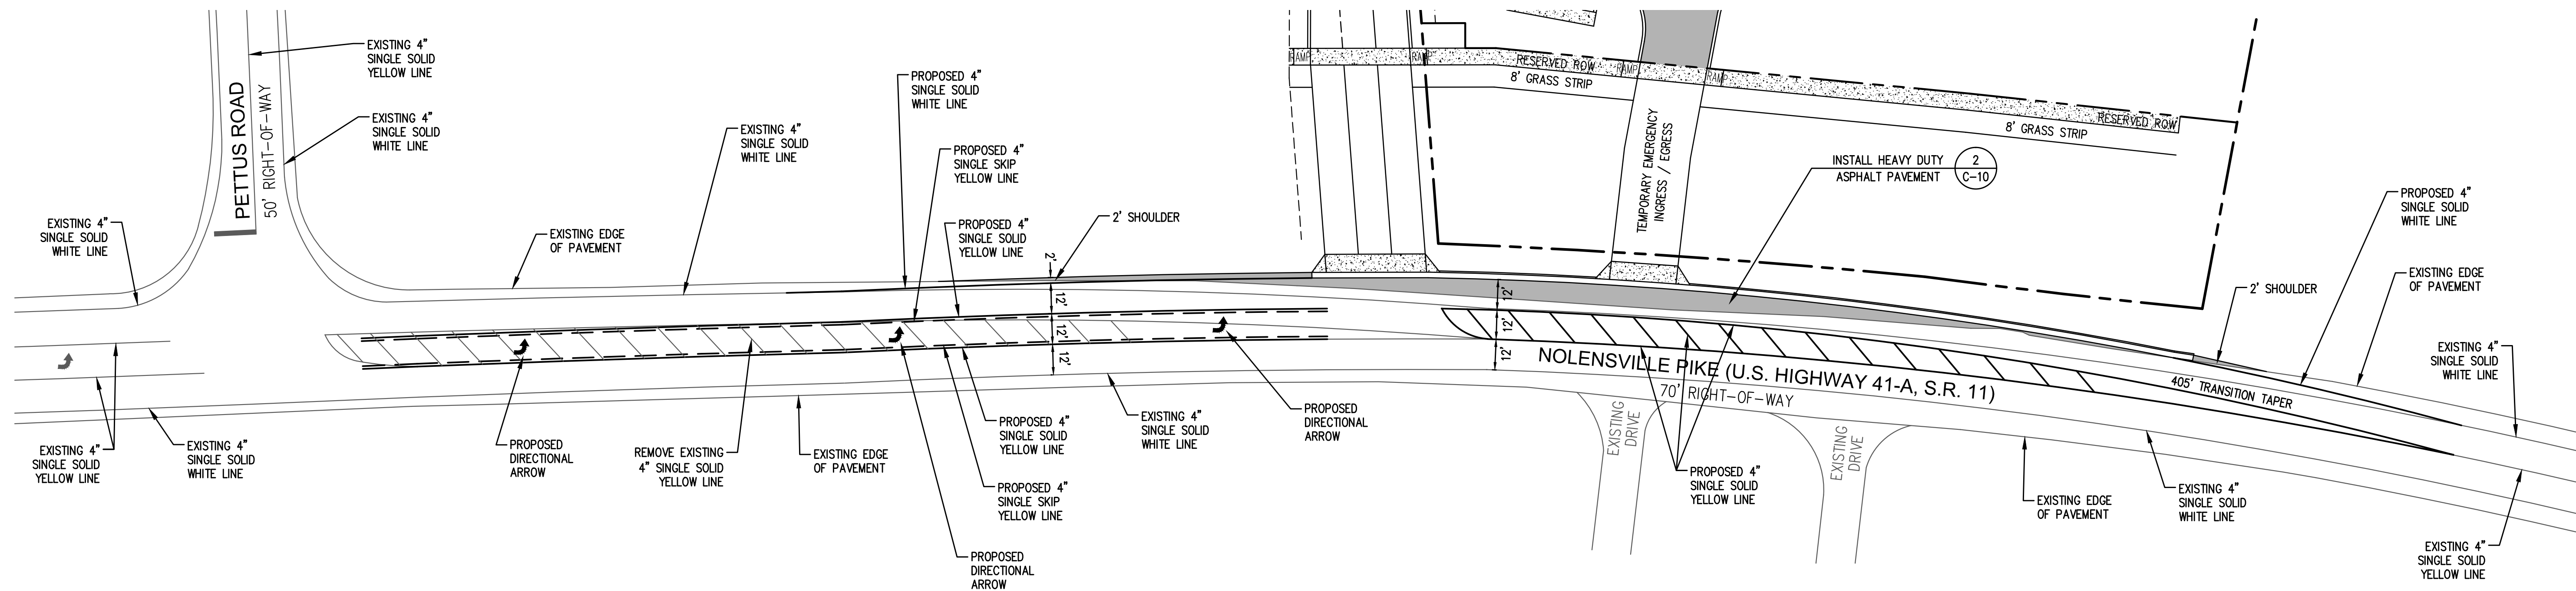 EXISTING 4"
SINGLE SOLID
YELLOW LINE
PETTUS ROAD
50' RIGHT-OF-WAY
EXISTING 4"
SINGLE SOLID
WHITE LINE
EXISTING 4"
SINGLE SOLID
WHITE LINE
EXISTING EDGE
OF PAVEMENT
EXISTING 4"
SINGLE SOLID
WHITE LINE
PROPOSED 4"
SINGLE SOLID
WHITE LINE
PROPOSED 4"
SINGLE SKIP
YELLOW LINE
PROPOSED 4"
SINGLE SOLID
YELLOW LINE
2' SHOULDER
2'
12'
12'
12'
RAMP
RAMP
RESERVED ROW
RAMP
RAMP
8' GRASS STRIP
RESERVED ROW
8' GRASS STRIP
TEMPORARY EMERGENCY
INGRESS / EGRESS
INSTALL HEAVY DUTY
ASPHALT PAVEMENT
2
C-10
PROPOSED 4"
SINGLE SOLID
WHITE LINE
EXISTING EDGE
OF PAVEMENT
2' SHOULDER
EXISTING 4"
SINGLE SOLID
WHITE LINE
12'
12'
12'
NOLENSVILLE PIKE (U.S. HIGHWAY 41-A, S.R. 11)
70' RIGHT-OF-WAY
405' TRANSITION TAPER
EXISTING 4"
SINGLE SOLID
YELLOW LINE
EXISTING 4"
SINGLE SOLID
WHITE LINE
PROPOSED
DIRECTIONAL
ARROW
REMOVE EXISTING
4" SINGLE SOLID
YELLOW LINE
EXISTING EDGE
OF PAVEMENT
PROPOSED 4"
SINGLE SOLID
YELLOW LINE
PROPOSED 4"
SINGLE SKIP
YELLOW LINE
PROPOSED
DIRECTIONAL
ARROW
EXISTING 4"
SINGLE SOLID
WHITE LINE
PROPOSED
DIRECTIONAL
ARROW
EXISTING
DRIVE
PROPOSED 4"
SINGLE SOLID
YELLOW LINE
EXISTING
DRIVE
EXISTING EDGE
OF PAVEMENT
EXISTING 4"
SINGLE SOLID
WHITE LINE
EXISTING 4"
SINGLE SOLID
YELLOW LINE